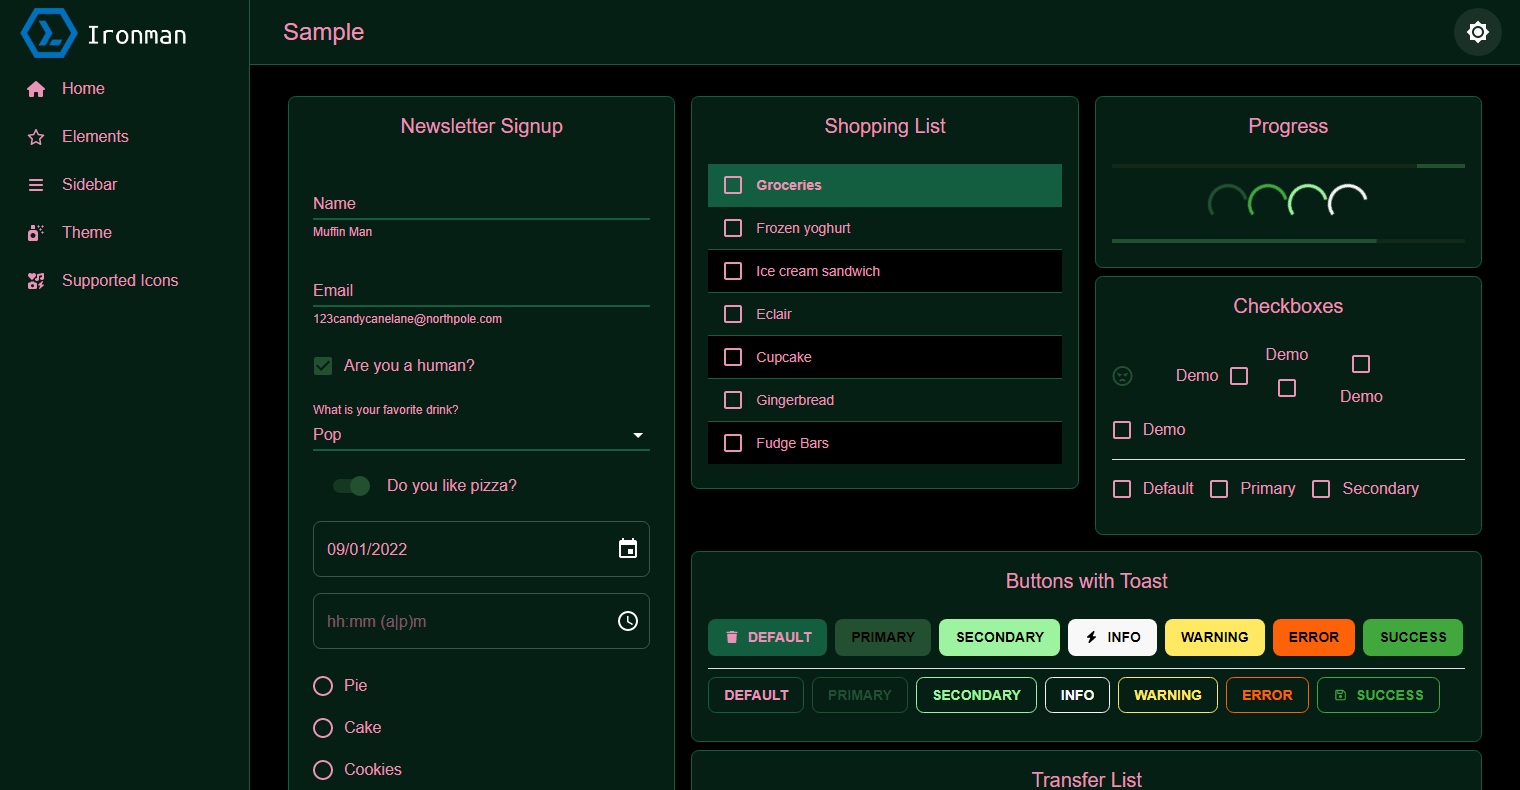 Ironman
Home
Elements
Sidebar
Theme
Supported Icons
Sample
Newsletter Signup
Name
Muffin Man
Email
123candycanelane@northpole.com
Are you a human?
What is your favorite drink?
Pop
Do you like pizza?
09/01/2022
hh:mm (a|p)m
Pie
Cake
Cookies
Shopping List
Groceries
Frozen yoghurt
Ice cream sandwich
Eclair
Cupcake
Gingerbread
Fudge Bars
Progress
Checkboxes
Demo
Demo
Demo
Demo
Default Primary Secondary
Buttons with Toast
DEFAULT PRIMARY SECONDARY INFO WARNING ERROR SUCCESS
DEFAULT PRIMARY SECONDARY INFO WARNING ERROR SUCCESS
Transfer List